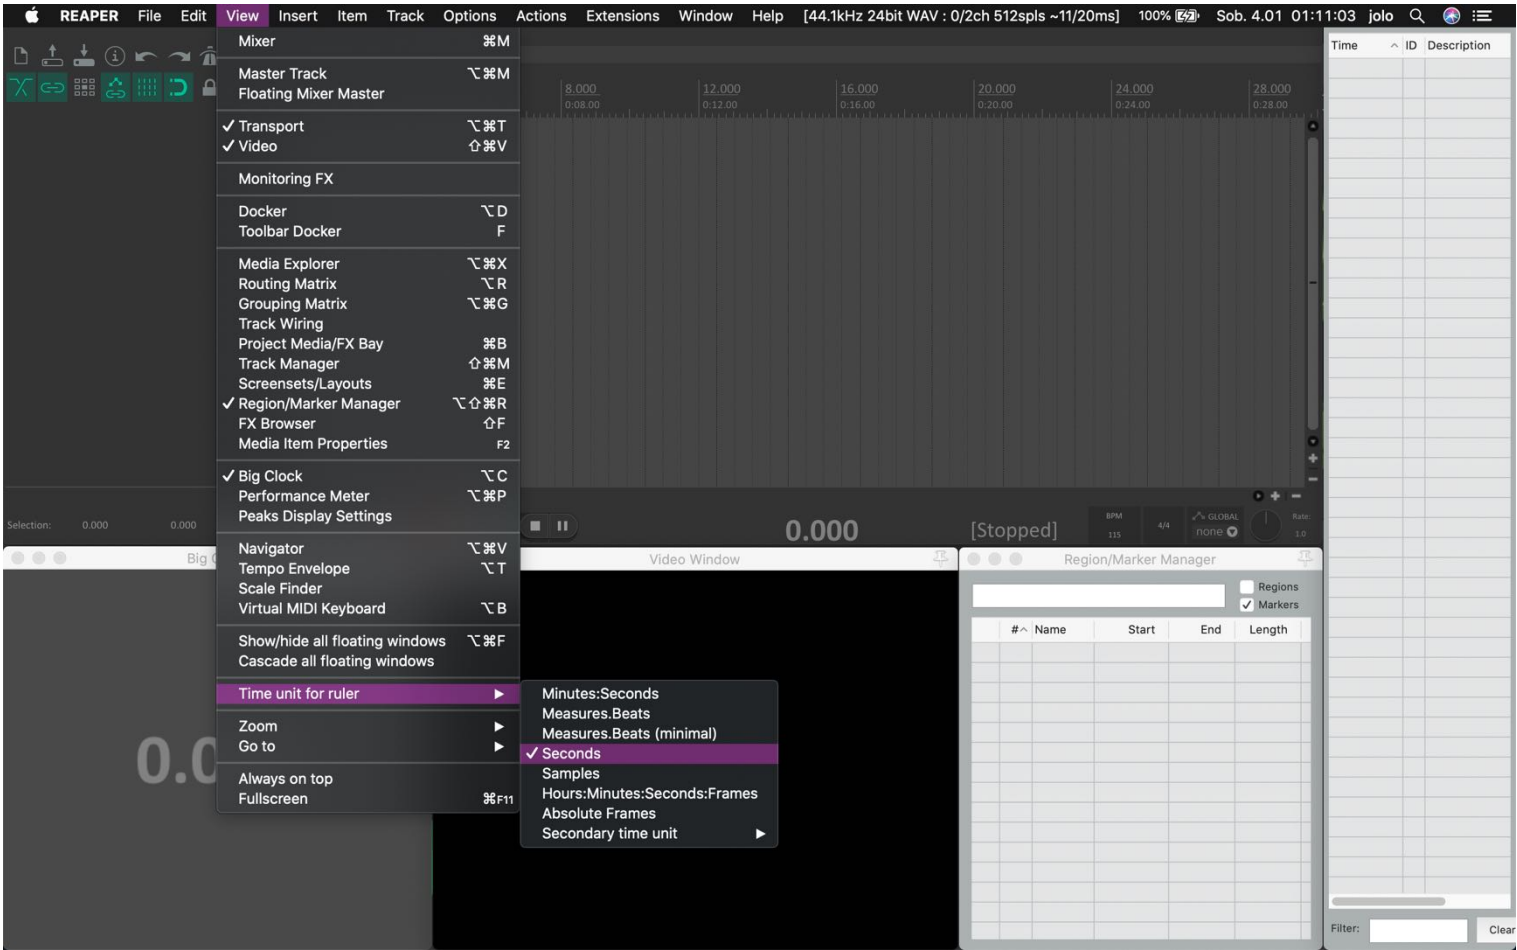 REAPER File Edit View Insert Item Track Options Actions Extensions Window Help [44.1kHz 24bit WAV : 0/2ch 512spls ~11/20ms] 100% Sob. 4.01 01:11:03 jolo
Mixer ⌘M
Master Track ⌥⌘M
Floating Mixer Master
✓ Transport ⌥⌘T
✓ Video ⇧⌘V
Monitoring FX
Docker ⌥D
Toolbar Docker F
Media Explorer ⌥⌘X
Routing Matrix ⌥R
Grouping Matrix ⌥⌘G
Track Wiring
Project Media/FX Bay ⌘B
Track Manager ⇧⌘M
Screensets/Layouts ⌘E
✓ Region/Marker Manager ⌥⇧⌘R
FX Browser ⇧F
Media Item Properties F2
✓ Big Clock ⌥C
Performance Meter ⌥⌘P
Peaks Display Settings
Navigator ⌥⌘V
Tempo Envelope ⌥T
Scale Finder
Virtual MIDI Keyboard ⌥B
Show/hide all floating windows ⌥⌘F
Cascade all floating windows
Time unit for ruler ▶
Zoom ▶
Go to ▶
Always on top
Fullscreen ⌘F11
Minutes:Seconds
Measures.Beats
Measures.Beats (minimal)
✓ Seconds
Samples
Hours:Minutes:Seconds:Frames
Absolute Frames
Secondary time unit ▶
8.000 12.000 16.000 20.000 24.000 28.000
0:08.00 0:12.00 0:16.00 0:20.00 0:24.00 0:28.00
Selection: 0.000 0.000
0.000 [Stopped]
BPM
115
4/4
GLOBAL
none
Rate:
1.0
Big
0.0
Video Window
Region/Marker Manager
Regions
✓ Markers
# Name Start End Length
Time ID Description
Filter: Clear